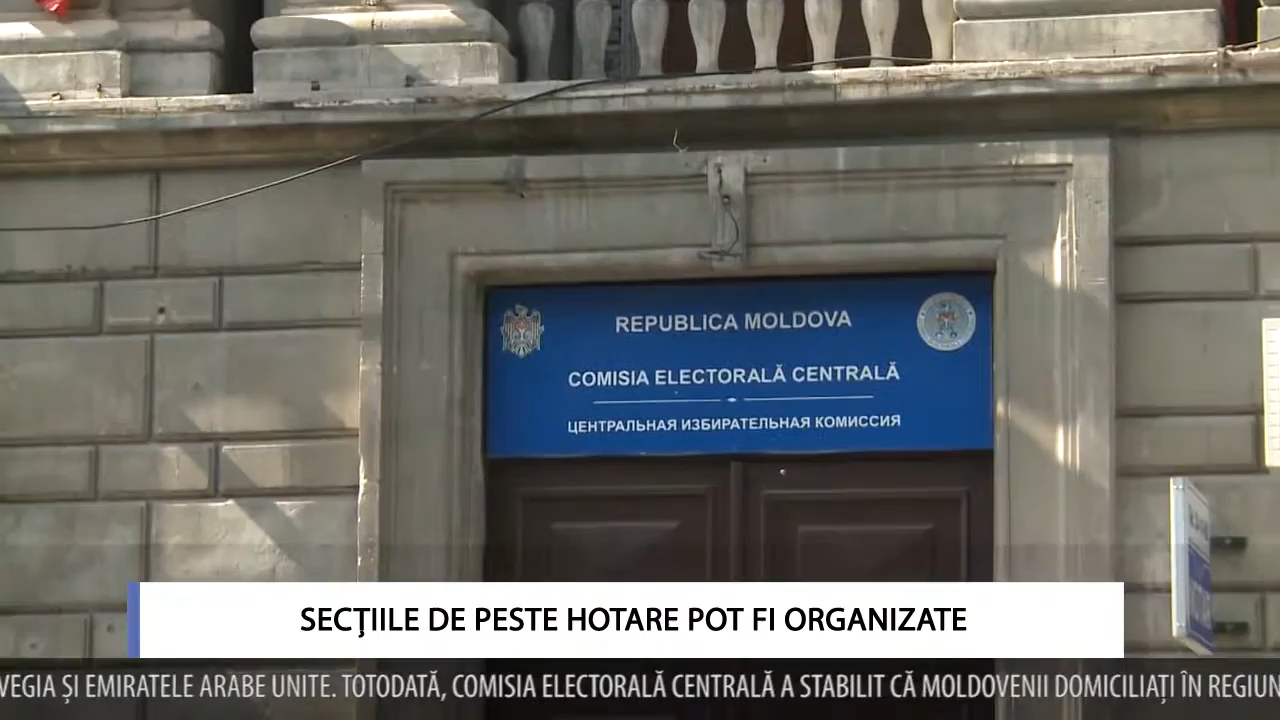 REPUBLICA MOLDOVA
COMISIA ELECTORALĂ CENTRALĂ
ЦЕНТРАЛЬНАЯ ИЗБИРАТЕЛЬНАЯ КОМИССИЯ
SECȚIILE DE PESTE HOTARE POT FI ORGANIZATE
VEGIA ȘI EMIRATELE ARABE UNITE. TOTODATĂ, COMISIA ELECTORALĂ CENTRALĂ A STABILIT CĂ MOLDOVENII DOMICILIAȚI ÎN REGIUN